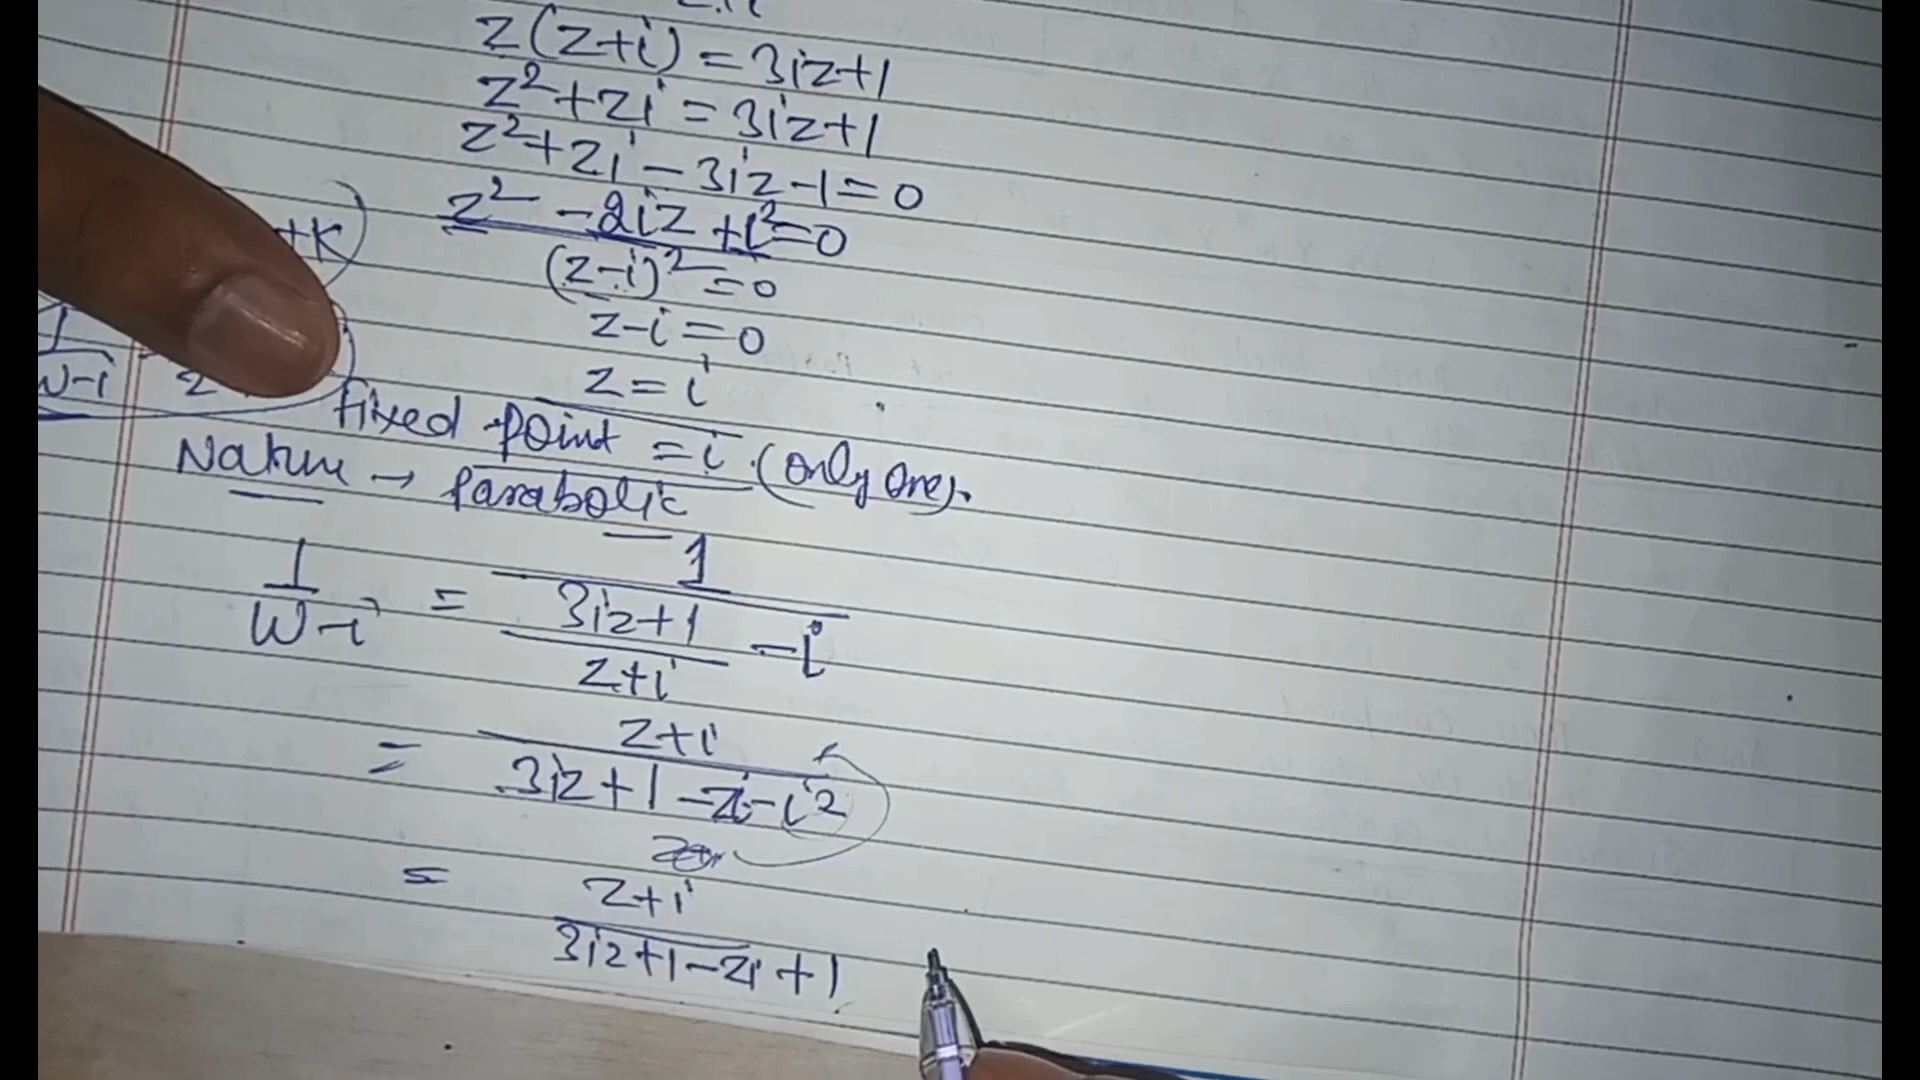 z(z+i) = 3iz+1
z²+zi = 3iz+1
z²+zi - 3iz -1 = 0
z² - 2iz + i² = 0
+K
(z-i)² = 0
z-i = 0
1
w-i z
z = i
fixed point = i (only one).
Nature → Parabolic
1/(w-i) = 1/((3iz+1)/(z+i) - i)
= (z+i)/(3iz+1-zi-i²)
= (z+i)/(3iz+1-zi+1)